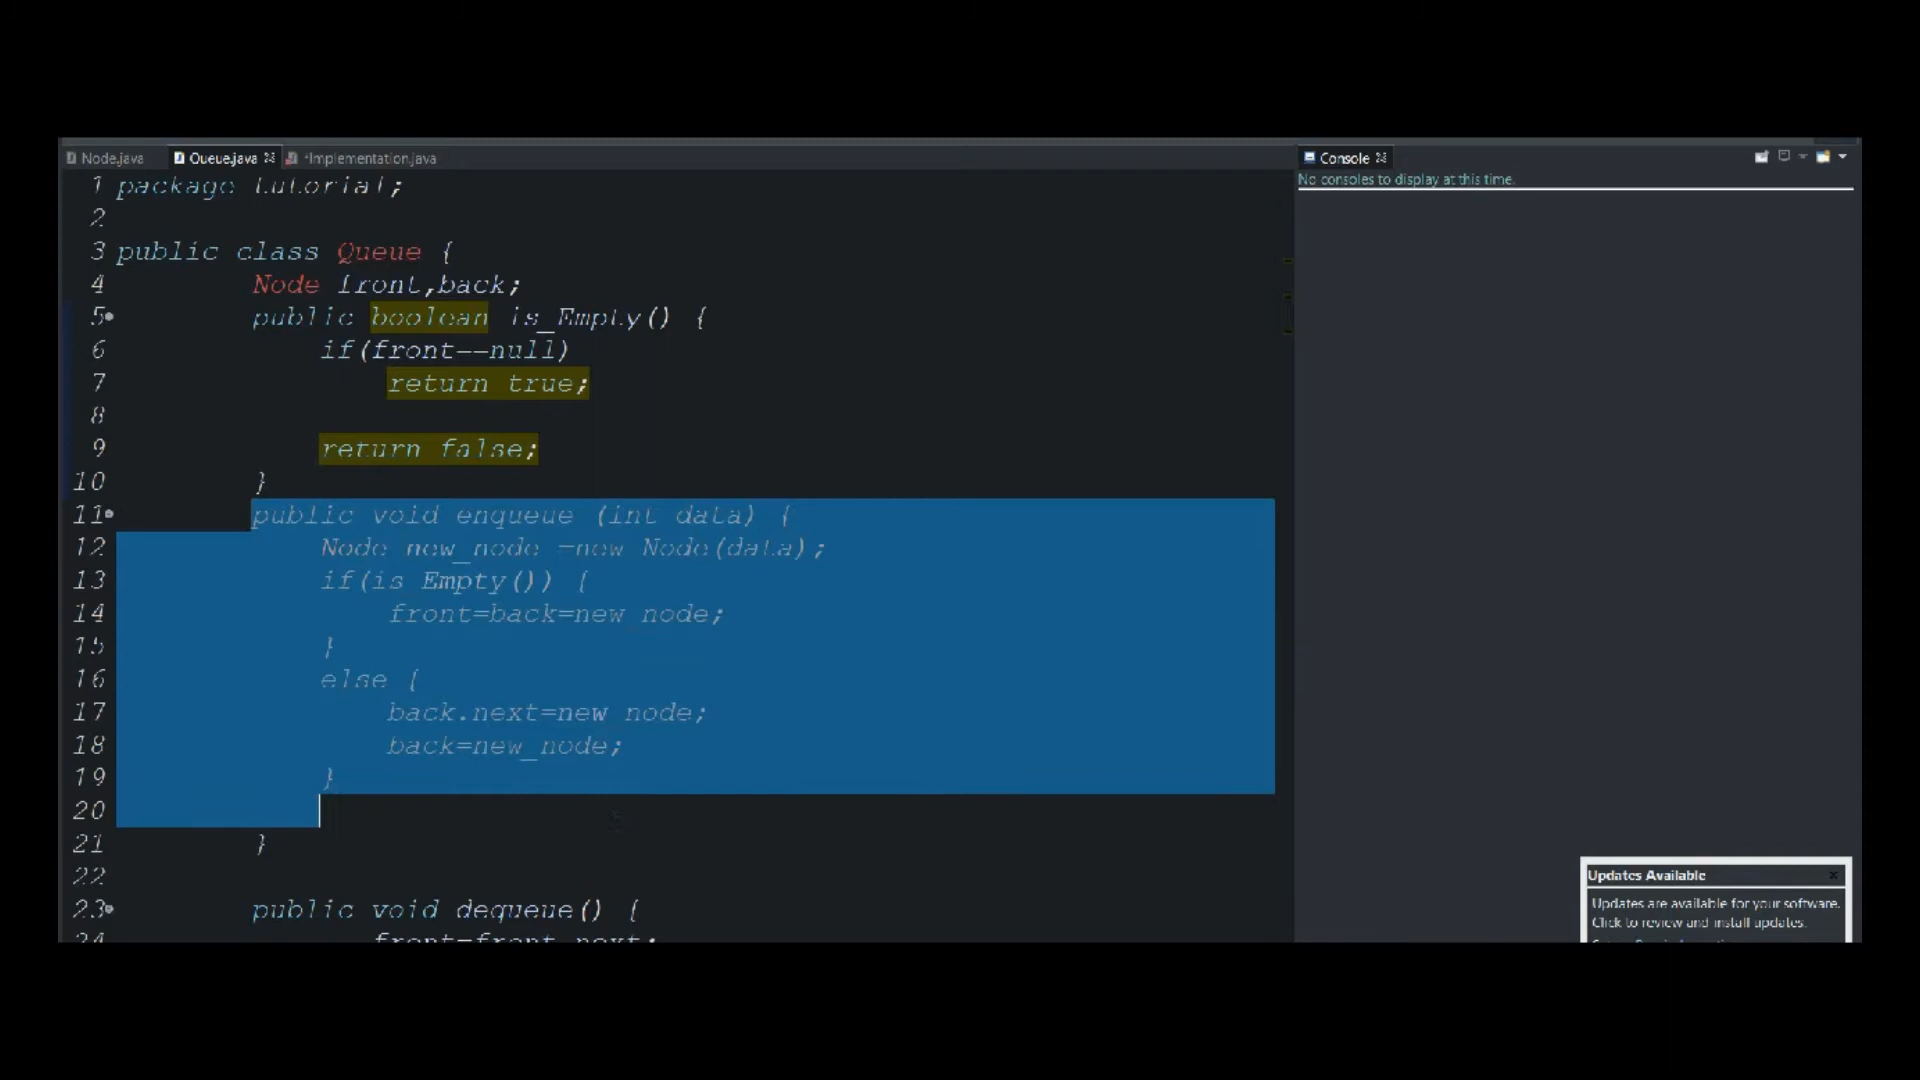 Node.java
Queue.java
*Implementation.java
Console
No consoles to display at this time.
1 package tutorial;
2
3 public class Queue {
4 Node front,back;
5 public boolean is_Empty() {
6 if(front==null)
7 return true;
8
9 return false;
10 }
11 public void enqueue (int data) {
12 Node new_node =new Node(data);
13 if(is_Empty()) {
14 front=back=new_node;
15 }
16 else {
17 back.next=new_node;
18 back=new_node;
19 }
20
21 }
22
23 public void dequeue() {
24 front=front.next;
Updates Available
Updates are available for your software.
Click to review and install updates.